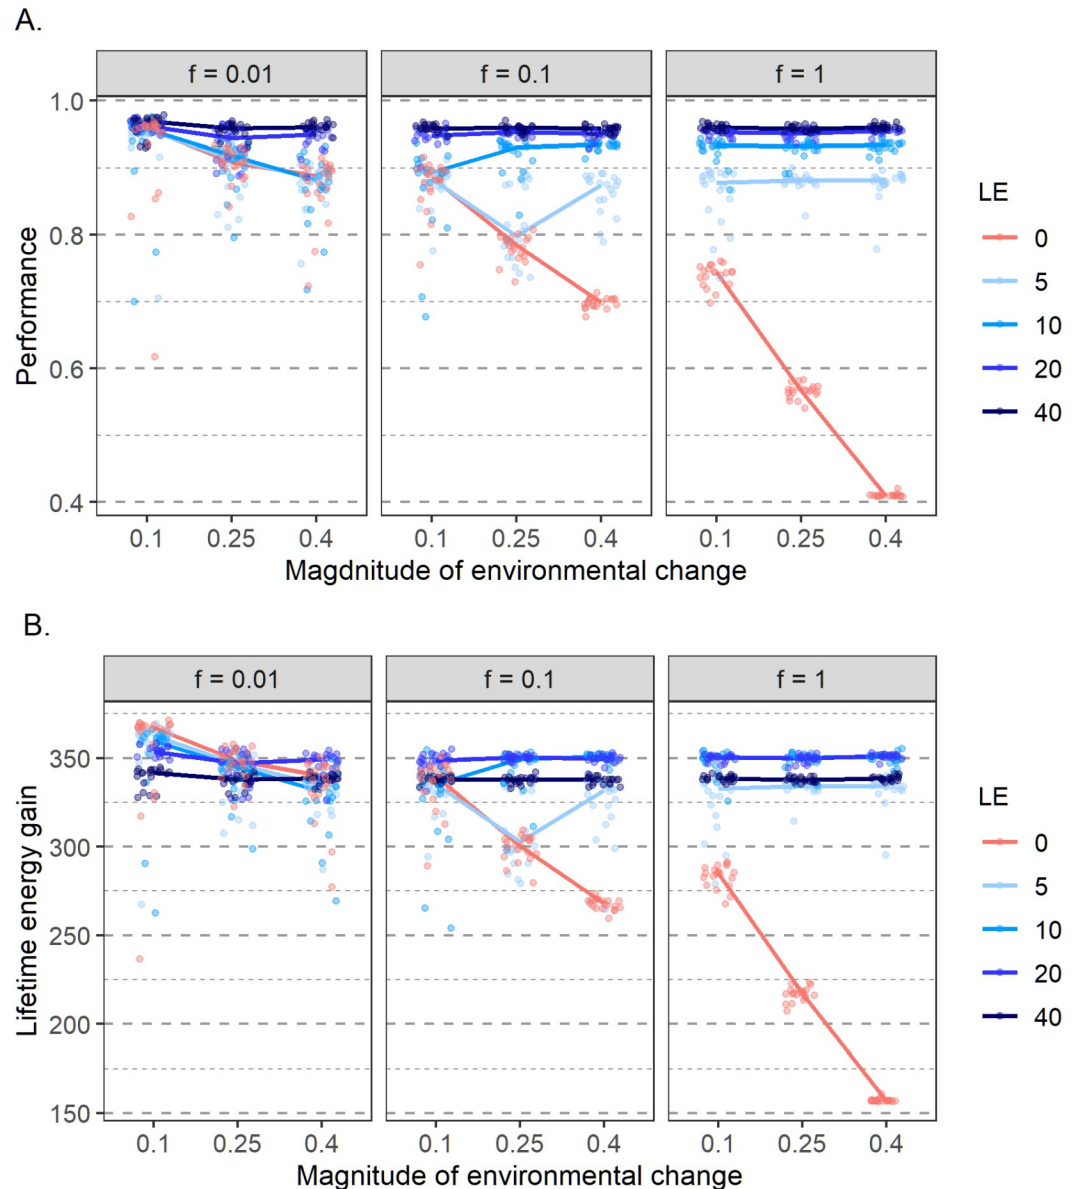 A.
f = 0.01
f = 0.1
f = 1
1.0
0.8
0.6
0.4
Performance
0.1 0.25 0.4
0.1 0.25 0.4
0.1 0.25 0.4
Magdnitude of environmental change
LE
0
5
10
20
40
B.
f = 0.01
f = 0.1
f = 1
350
300
250
200
150
Lifetime energy gain
0.1 0.25 0.4
0.1 0.25 0.4
0.1 0.25 0.4
Magnitude of environmental change
LE
0
5
10
20
40